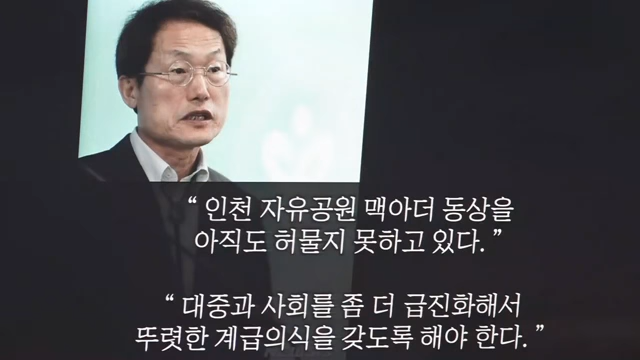 “ 인천 자유공원 맥아더 동상을
아직도 허물지 못하고 있다. ”
“ 대중과 사회를 좀 더 급진화해서
뚜렷한 계급의식을 갖도록 해야 한다. ”